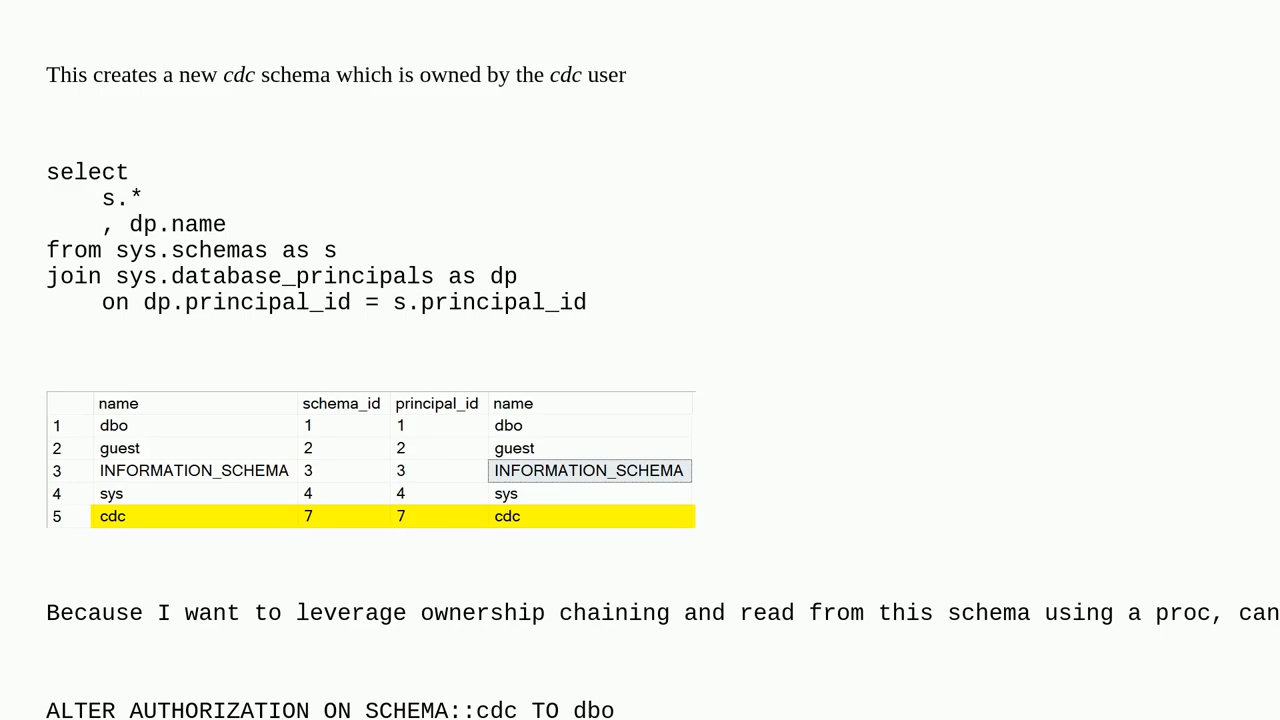 This creates a new cdc schema which is owned by the cdc user
select
    s.*
    , dp.name
from sys.schemas as s
join sys.database_principals as dp
    on dp.principal_id = s.principal_id
name schema_id principal_id name
1 dbo 1 1 dbo
2 guest 2 2 guest
3 INFORMATION_SCHEMA 3 3 INFORMATION_SCHEMA
4 sys 4 4 sys
5 cdc 7 7 cdc
Because I want to leverage ownership chaining and read from this schema using a proc, can
ALTER AUTHORIZATION ON SCHEMA::cdc TO dbo